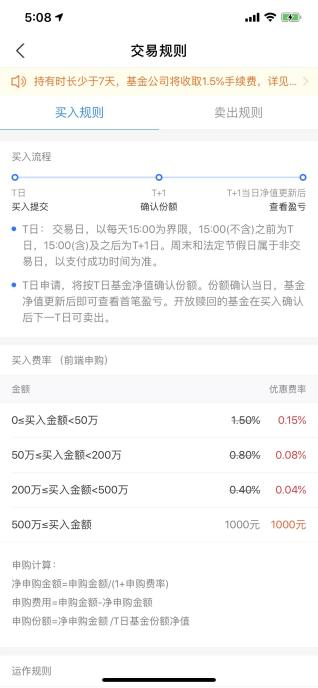 5:08
交易规则
持有时长少于7天，基金公司将收取1.5%手续费，详见...
买入规则 卖出规则
买入流程
T日 T+1 T+1当日净值更新后
买入提交 确认份额 查看盈亏
T日：交易日，以每天15:00为界限，15:00(不含)之前为T
日，15:00(含)及之后为T+1日。周末和法定节假日属于非交
易日，以支付成功时间为准。
T日申请，将按T日基金净值确认份额。份额确认当日，基金
净值更新后即可查看首笔盈亏。开放赎回的基金在买入确认
后下一T日可卖出。
买入费率（前端申购）
金额 优惠费率
0≤买入金额<50万 1.50% 0.15%
50万≤买入金额<200万 0.80% 0.08%
200万≤买入金额<500万 0.40% 0.04%
500万≤买入金额 1000元 1000元
申购计算：
净申购金额=申购金额/(1+申购费率)
申购费用=申购金额-净申购金额
申购份额=净申购金额/T日基金份额净值
运作规则